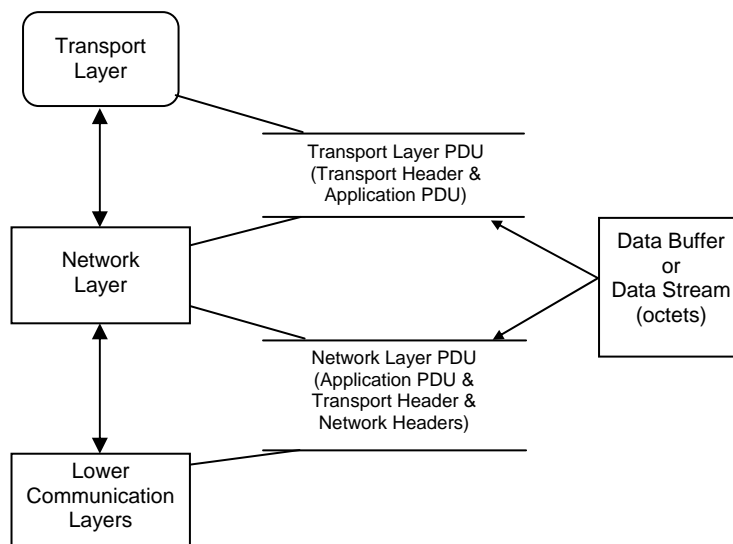 Transport
Layer
Transport Layer PDU
(Transport Header &
Application PDU)
Network
Layer
Data Buffer
or
Data Stream
(octets)
Network Layer PDU
(Application PDU &
Transport Header &
Network Headers)
Lower
Communication
Layers